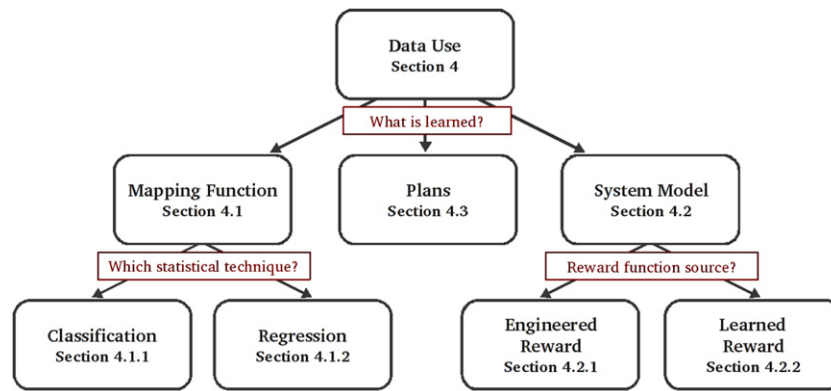 Data Use
Section 4
What is learned?
Mapping Function
Section 4.1
Plans
Section 4.3
System Model
Section 4.2
Which statistical technique?
Reward function source?
Classification
Section 4.1.1
Regression
Section 4.1.2
Engineered
Reward
Section 4.2.1
Learned
Reward
Section 4.2.2